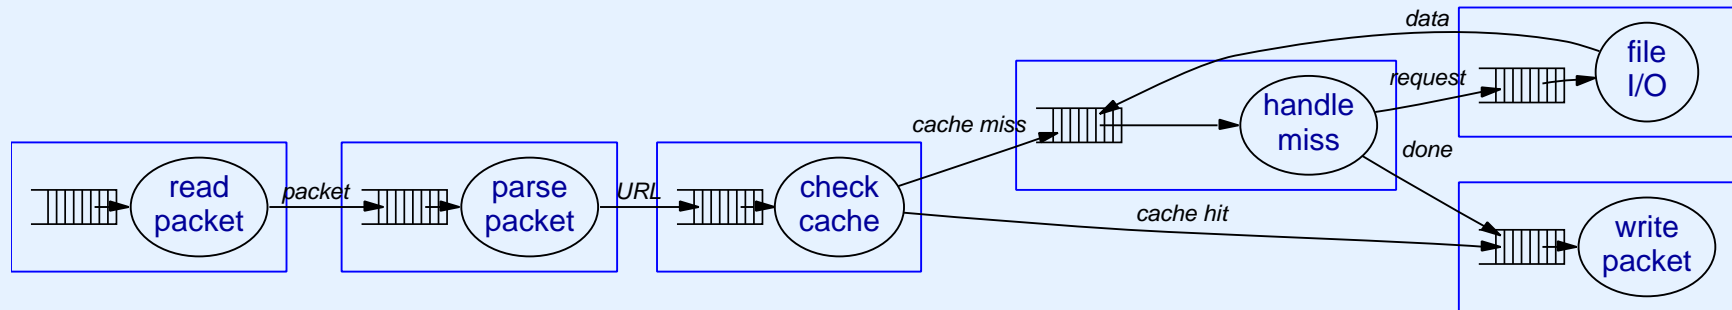 read
packet
packet
parse
packet
URL
check
cache
cache miss
cache hit
handle
miss
data
request
done
file
I/O
write
packet